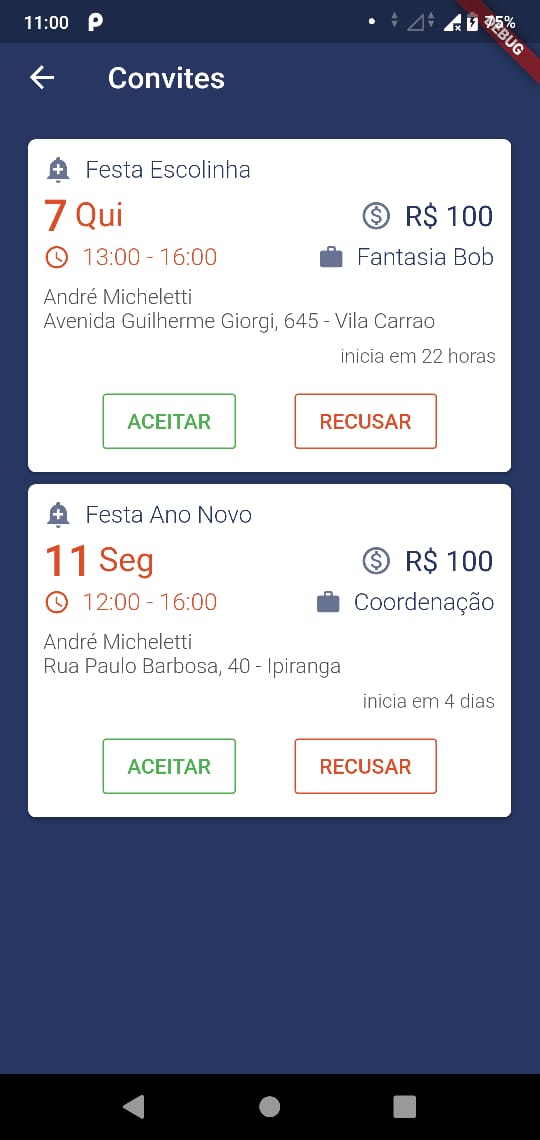 11:00
75%
DEBUG
Convites
Festa Escolinha
7 Qui
R$ 100
13:00 - 16:00
Fantasia Bob
André Micheletti
Avenida Guilherme Giorgi, 645 - Vila Carrao
inicia em 22 horas
ACEITAR
RECUSAR
Festa Ano Novo
11 Seg
R$ 100
12:00 - 16:00
Coordenação
André Micheletti
Rua Paulo Barbosa, 40 - Ipiranga
inicia em 4 dias
ACEITAR
RECUSAR